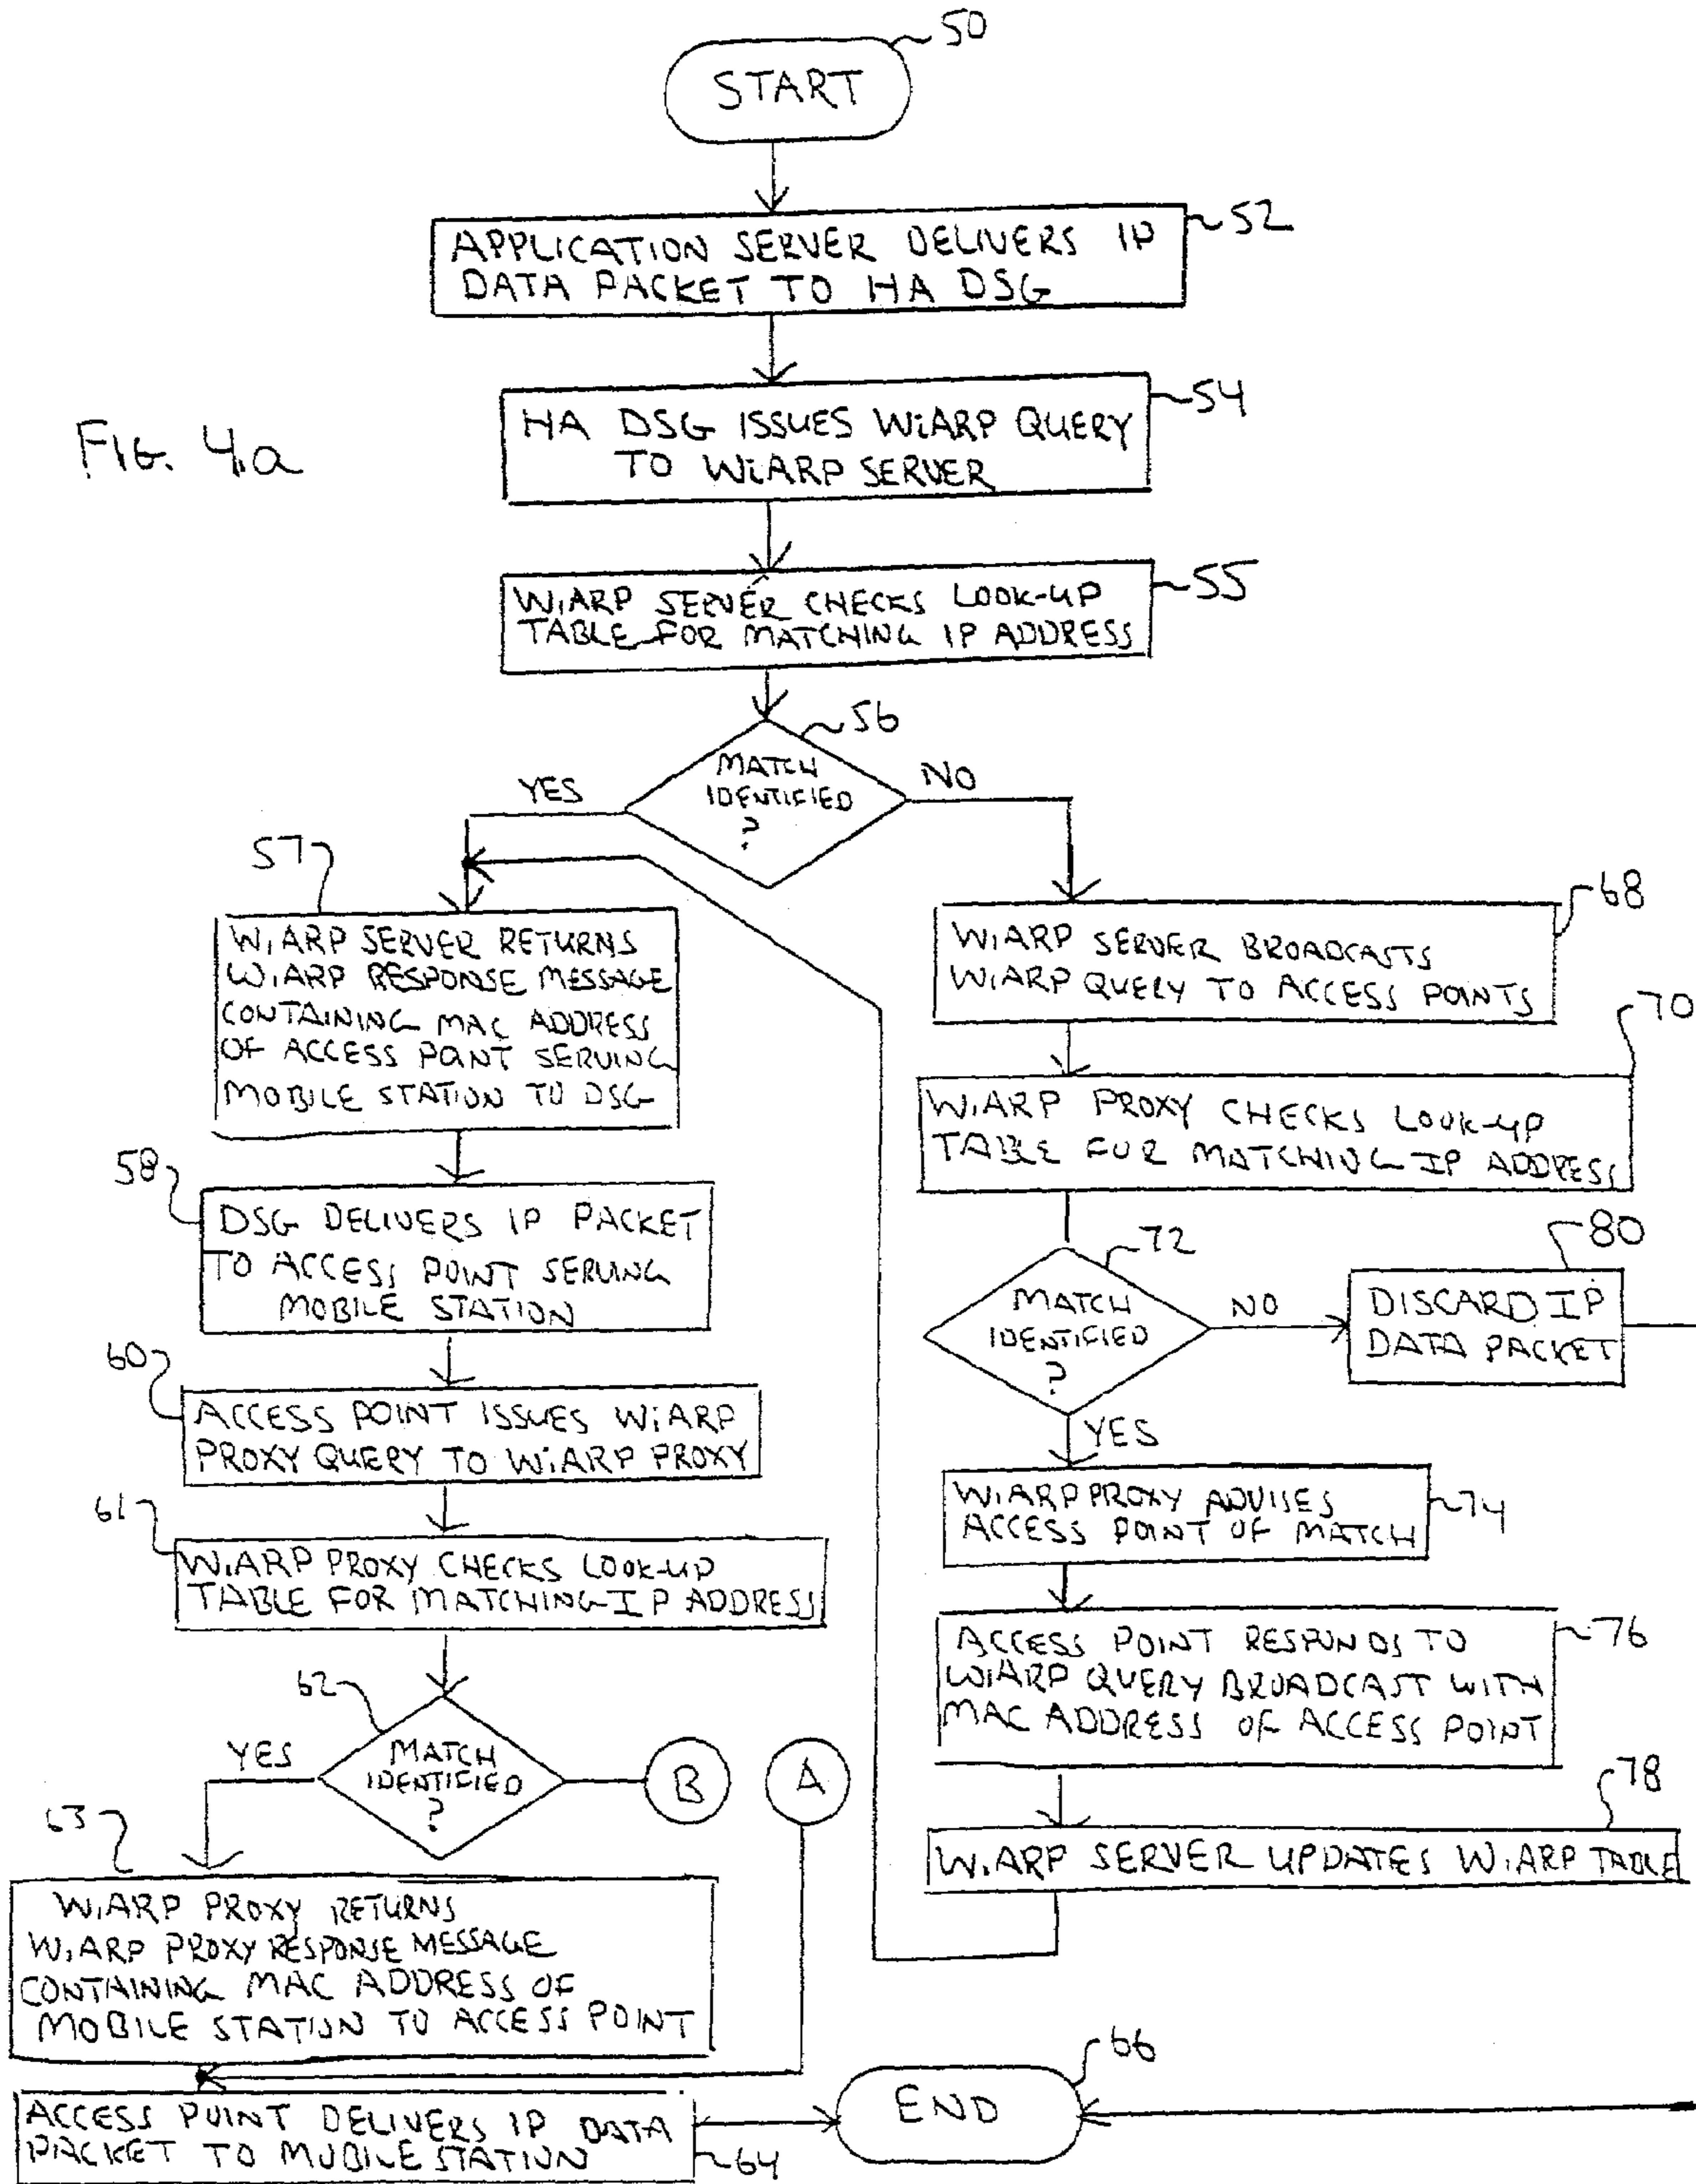 50
START
APPLICATION SERVER DELIVERS IP
DATA PACKET TO HA DSG
52
HA DSG ISSUES WiARP QUERY
TO WiARP SERVER
54
FIG. 4a
WiARP SERVER CHECKS LOOK-UP
TABLE FOR MATCHING IP ADDRESS
55
56
MATCH
IDENTIFIED
?
YES
NO
57
WiARP SERVER RETURNS
WiARP RESPONSE MESSAGE
CONTAINING MAC ADDRESS
OF ACCESS POINT SERVING
MOBILE STATION TO DSG
58
DSG DELIVERS IP PACKET
TO ACCESS POINT SERVING
MOBILE STATION
60
ACCESS POINT ISSUES WiARP
PROXY QUERY TO WiARP PROXY
61
WiARP PROXY CHECKS LOOK-UP
TABLE FOR MATCHING IP ADDRESS
62
YES
MATCH
IDENTIFIED
?
B
A
63
WiARP PROXY RETURNS
WiARP PROXY RESPONSE MESSAGE
CONTAINING MAC ADDRESS OF
MOBILE STATION TO ACCESS POINT
ACCESS POINT DELIVERS IP DATA
PACKET TO MOBILE STATION
64
68
WiARP SERVER BROADCASTS
WiARP QUERY TO ACCESS POINTS
70
WiARP PROXY CHECKS LOOK-UP
TABLE FOR MATCHING IP ADDRESS
72
MATCH
IDENTIFIED
?
NO
80
DISCARD IP
DATA PACKET
YES
WiARP PROXY ADVISES
ACCESS POINT OF MATCH
74
ACCESS POINT RESPONDS TO
WiARP QUERY BROADCAST WITH
MAC ADDRESS OF ACCESS POINT
76
78
WiARP SERVER UPDATES WiARP TABLE
66
END